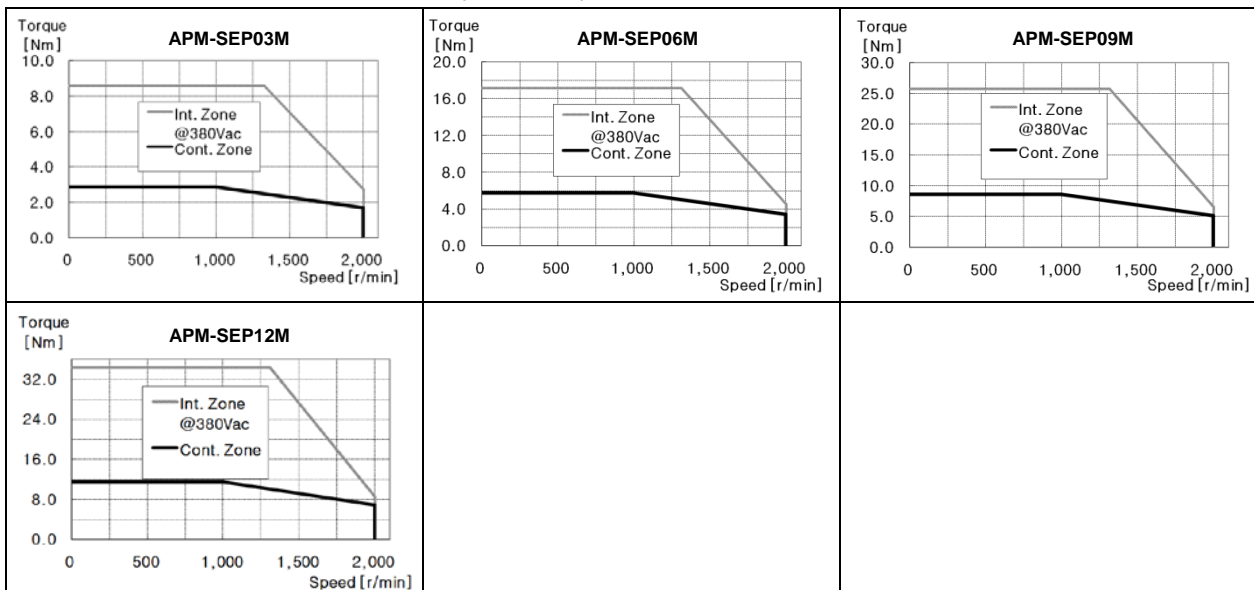 Torque
[Nm]
APM-SEP03M
10.0
8.0
6.0
4.0
2.0
0.0
Int. Zone
@380Vac
Cont. Zone
0 500 1,000 1,500 2,000
Speed [r/min]
Torque
[Nm]
APM-SEP06M
20.0
16.0
12.0
8.0
4.0
0.0
Int. Zone
@380Vac
Cont. Zone
0 500 1,000 1,500 2,000
Speed [r/min]
Torque
[Nm]
APM-SEP09M
30.0
25.0
20.0
15.0
10.0
5.0
0.0
Int. Zone
@380Vac
Cont. Zone
0 500 1,000 1,500 2,000
Speed [r/min]
Torque
[Nm]
APM-SEP12M
32.0
24.0
16.0
8.0
0.0
Int. Zone
@380Vac
Cont. Zone
0 500 1,000 1,500 2,000
Speed [r/min]